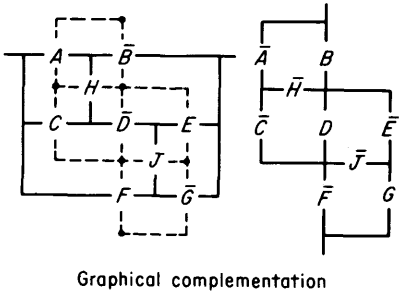 A B̅ A̅ B
H H̅
C D̅ E C̅ D E̅
J J̅
F G̅ F̅ G
Graphical complementation